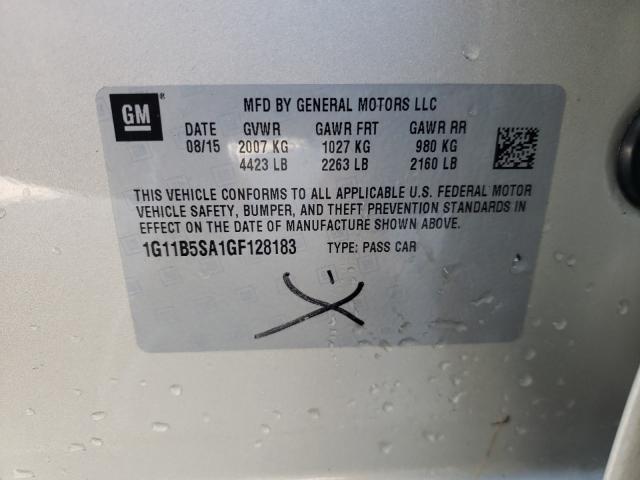 GM
MFD BY GENERAL MOTORS LLC
DATE GVWR GAWR FRT GAWR RR
08/15 2007 KG 1027 KG 980 KG
4423 LB 2263 LB 2160 LB
THIS VEHICLE CONFORMS TO ALL APPLICABLE U.S. FEDERAL MOTOR
VEHICLE SAFETY, BUMPER, AND THEFT PREVENTION STANDARDS IN
EFFECT ON THE DATE OF MANUFACTURE SHOWN ABOVE.
1G11B5SA1GF128183 TYPE: PASS CAR